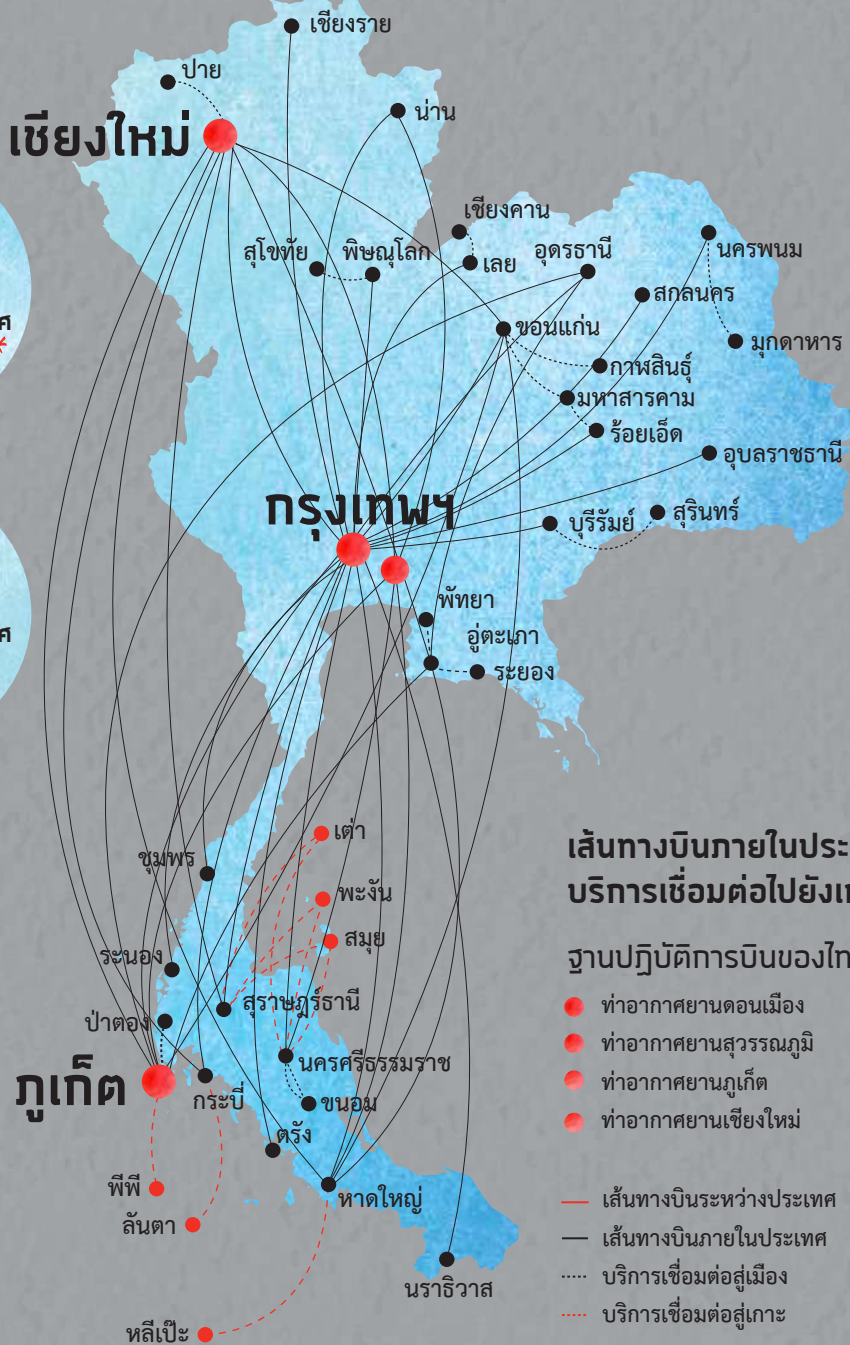 เชียงราย
ปาย
น่าน
เชียงใหม่
เชียงคาน
สุโขทัย
พิษณุโลก
เลย
อุดรธานี
นครพนม
สกลนคร
ขอนแก่น
มุกดาหาร
กาฬสินธุ์
มหาสารคาม
ร้อยเอ็ด
อุบลราชธานี
กรุงเทพฯ
บุรีรัมย์
สุรินทร์
พัทยา
อู่ตะเภา
ระยอง
เต่า
ชุมพร
พะงัน
สมุย
ระนอง
สุราษฎร์ธานี
ป่าตอง
นครศรีธรรมราช
ภูเก็ต
กระบี่
ขนอม
ตรัง
พีพี
หาดใหญ่
ลันตา
นราธิวาส
หลีเป๊ะ
เส้นทางบินภายในประ
บริการเชื่อมต่อไปยังเก
ฐานปฏิบัติการบินของไท
ท่าอากาศยานดอนเมือง
ท่าอากาศยานสุวรรณภูมิ
ท่าอากาศยานภูเก็ต
ท่าอากาศยานเชียงใหม่
เส้นทางบินระหว่างประเทศ
เส้นทางบินภายในประเทศ
บริการเชื่อมต่อสู่เมือง
บริการเชื่อมต่อสู่เกาะ